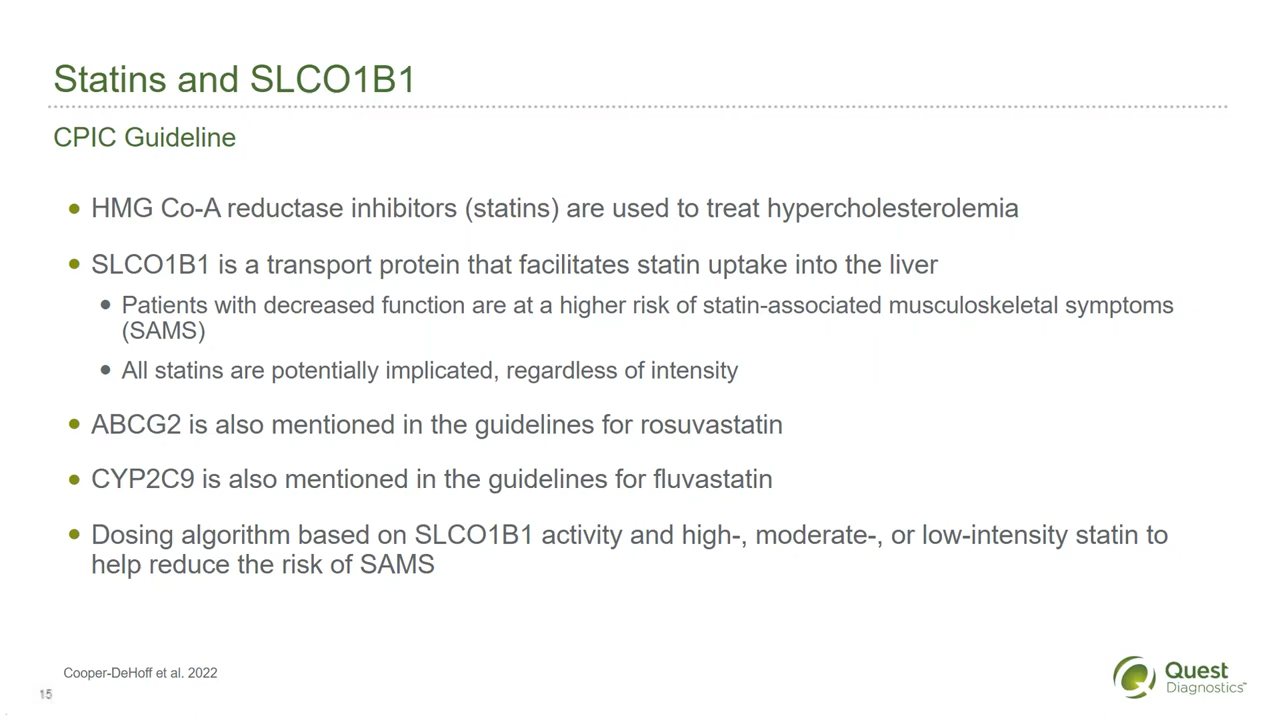 Statins and SLCO1B1
CPIC Guideline
• HMG Co-A reductase inhibitors (statins) are used to treat hypercholesterolemia
• SLCO1B1 is a transport protein that facilitates statin uptake into the liver
• Patients with decreased function are at a higher risk of statin-associated musculoskeletal symptoms
(SAMS)
• All statins are potentially implicated, regardless of intensity
• ABCG2 is also mentioned in the guidelines for rosuvastatin
• CYP2C9 is also mentioned in the guidelines for fluvastatin
• Dosing algorithm based on SLCO1B1 activity and high-, moderate-, or low-intensity statin to
help reduce the risk of SAMS
Cooper-DeHoff et al. 2022
15
Quest
Diagnostics™